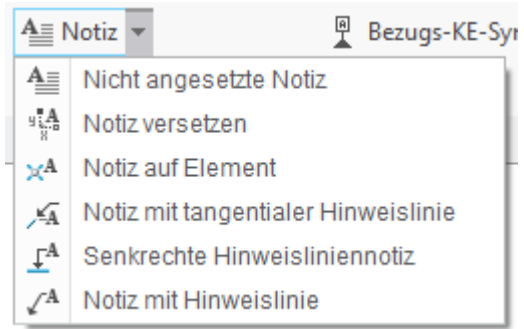 Notiz
Bezugs-KE-Syr
Nicht angesetzte Notiz
Notiz versetzen
Notiz auf Element
Notiz mit tangentialer Hinweislinie
Senkrechte Hinweisliniennotiz
Notiz mit Hinweislinie